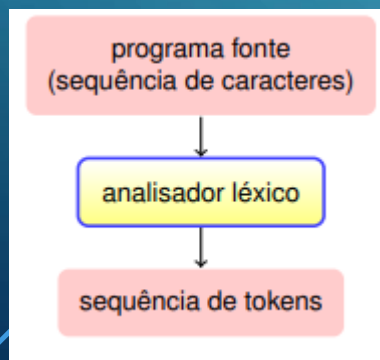 programa fonte
(sequência de caracteres)
analisador léxico
sequência de tokens